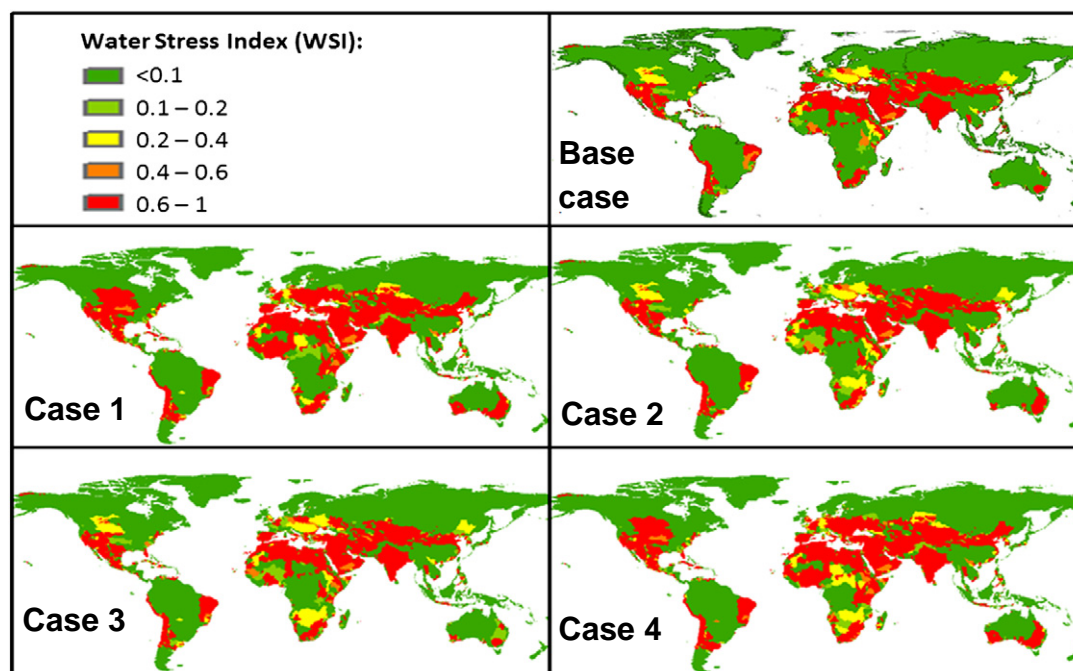 Water Stress Index (WSI):
<0.1
0.1 – 0.2
0.2 – 0.4
0.4 – 0.6
0.6 – 1
Base
case
Case 1
Case 2
Case 3
Case 4